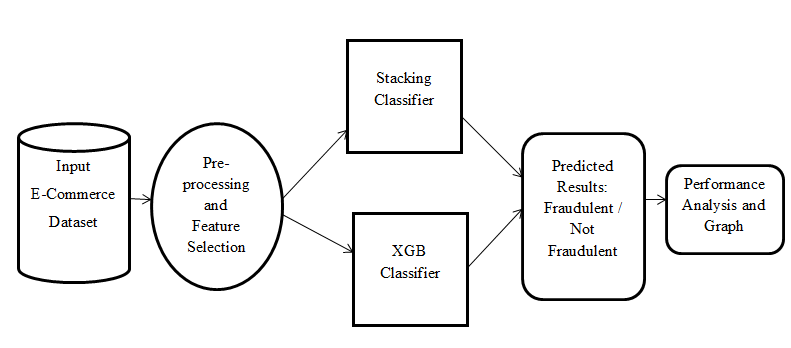 Input
E-Commerce
Dataset
Pre-
processing
and
Feature
Selection
Stacking
Classifier
XGB
Classifier
Predicted
Results:
Fraudulent /
Not
Fraudulent
Performance
Analysis and
Graph